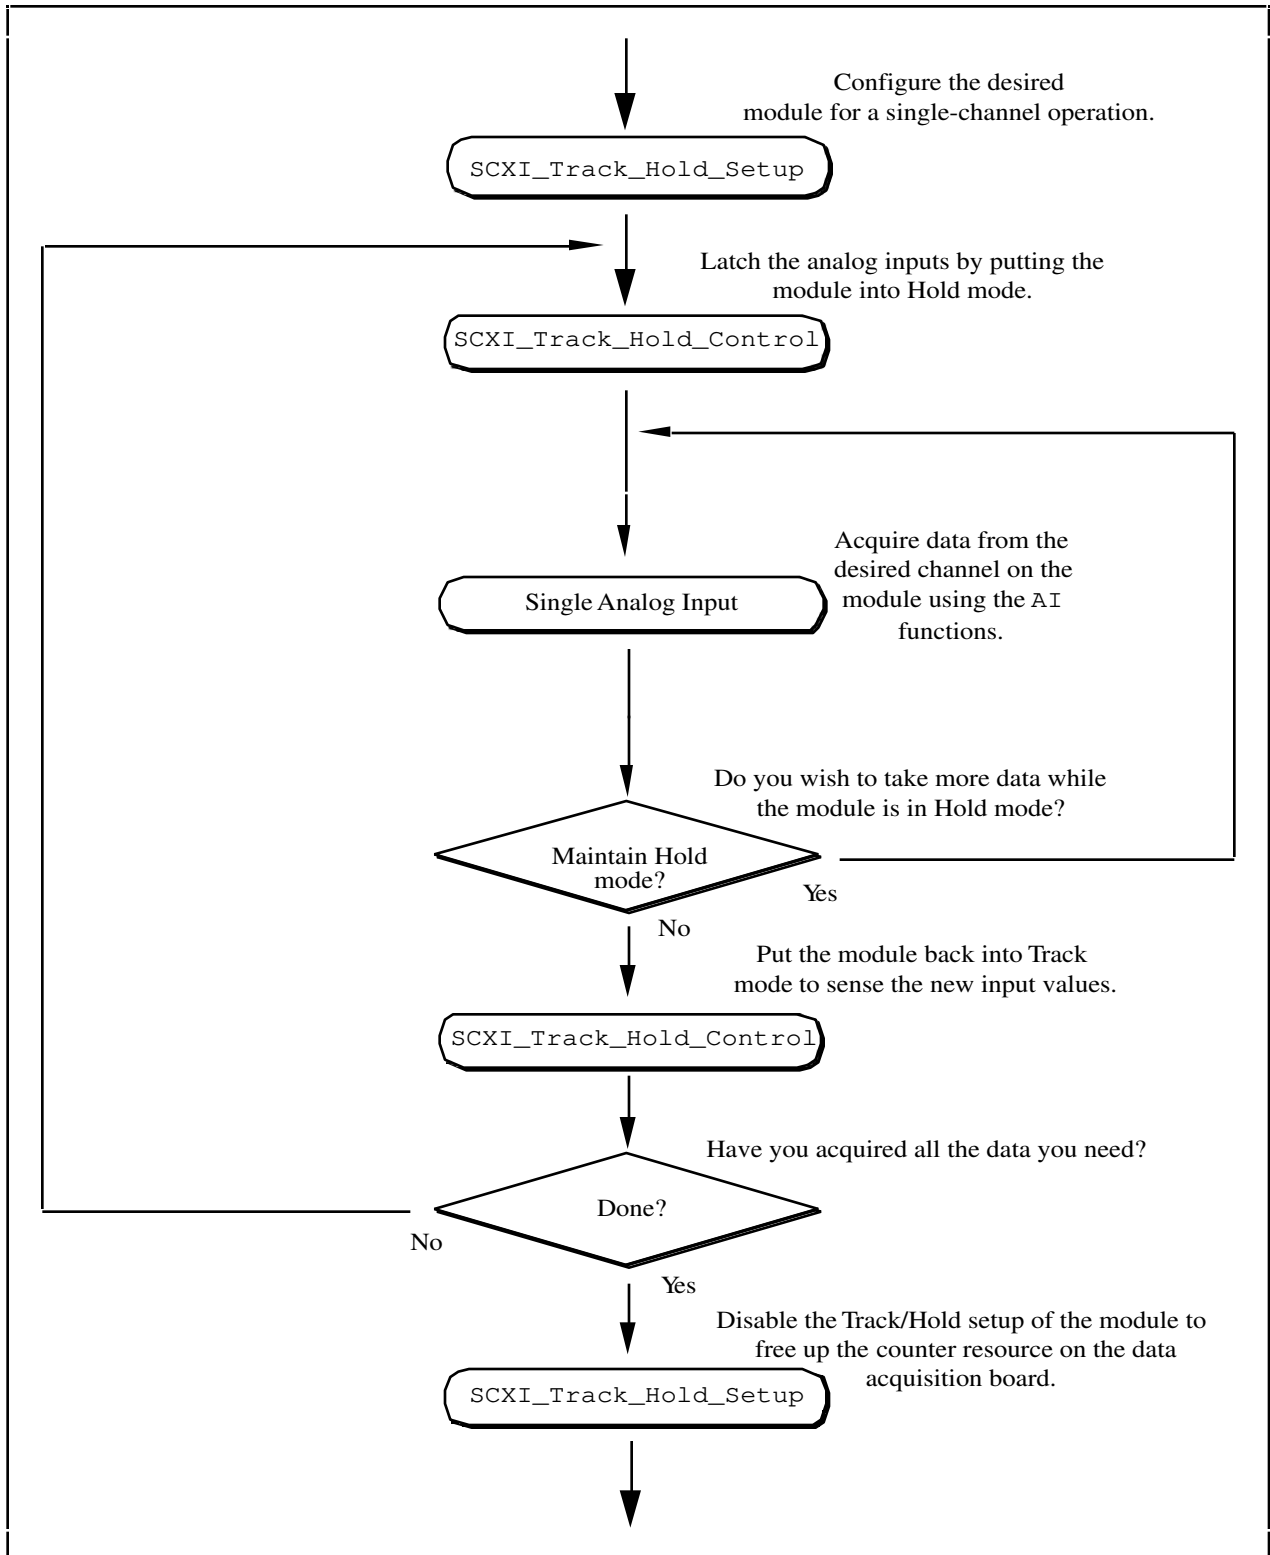 Configure the desired
module for a single-channel operation.
SCXI_Track_Hold_Setup
Latch the analog inputs by putting the
module into Hold mode.
SCXI_Track_Hold_Control
Acquire data from the
desired channel on the
module using the AI
functions.
Single Analog Input
Do you wish to take more data while
the module is in Hold mode?
Maintain Hold
mode?
Yes
No
Put the module back into Track
mode to sense the new input values.
SCXI_Track_Hold_Control
Have you acquired all the data you need?
Done?
No
Yes
Disable the Track/Hold setup of the module to
free up the counter resource on the data
acquisition board.
SCXI_Track_Hold_Setup